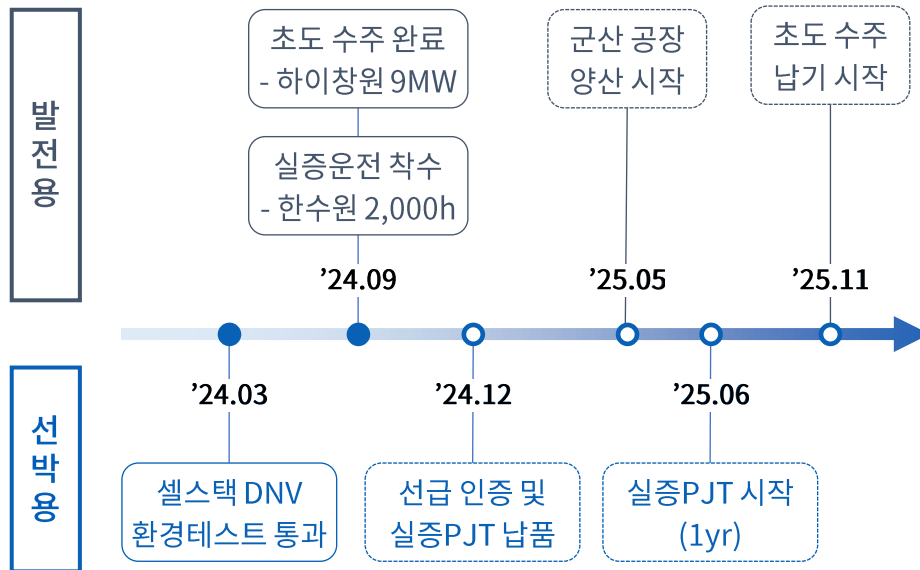 발전용
초도 수주 완료
- 하이창원 9MW
실증운전 착수
- 한수원 2,000h
’24.09
군산 공장
양산 시작
’25.05
초도 수주
납기 시작
’25.11
선박용
’24.03
셀스택 DNV
환경테스트 통과
’24.12
선급 인증 및
실증PJT 납품
’25.06
실증PJT 시작
(1yr)